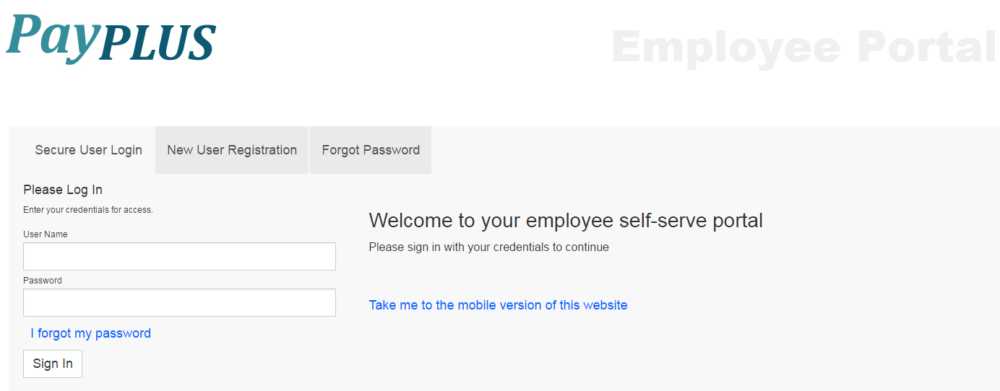 PayPLUS
Employee Portal
Secure User Login
New User Registration
Forgot Password
Please Log In
Enter your credentials for access.
User Name
Password
I forgot my password
Sign In
Welcome to your employee self-serve portal
Please sign in with your credentials to continue
Take me to the mobile version of this website